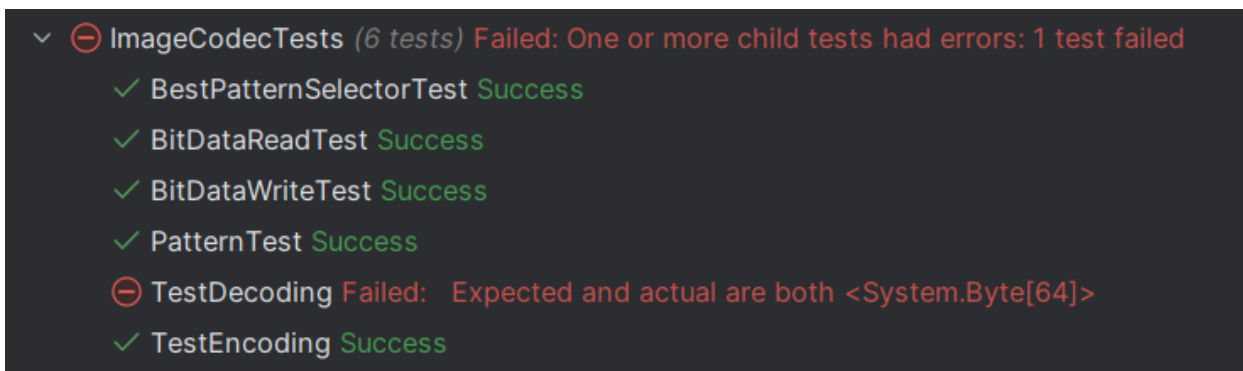 ImageCodecTests (6 tests) Failed: One or more child tests had errors: 1 test failed
BestPatternSelectorTest Success
BitDataReadTest Success
BitDataWriteTest Success
PatternTest Success
TestDecoding Failed:   Expected and actual are both <System.Byte[64]>
TestEncoding Success